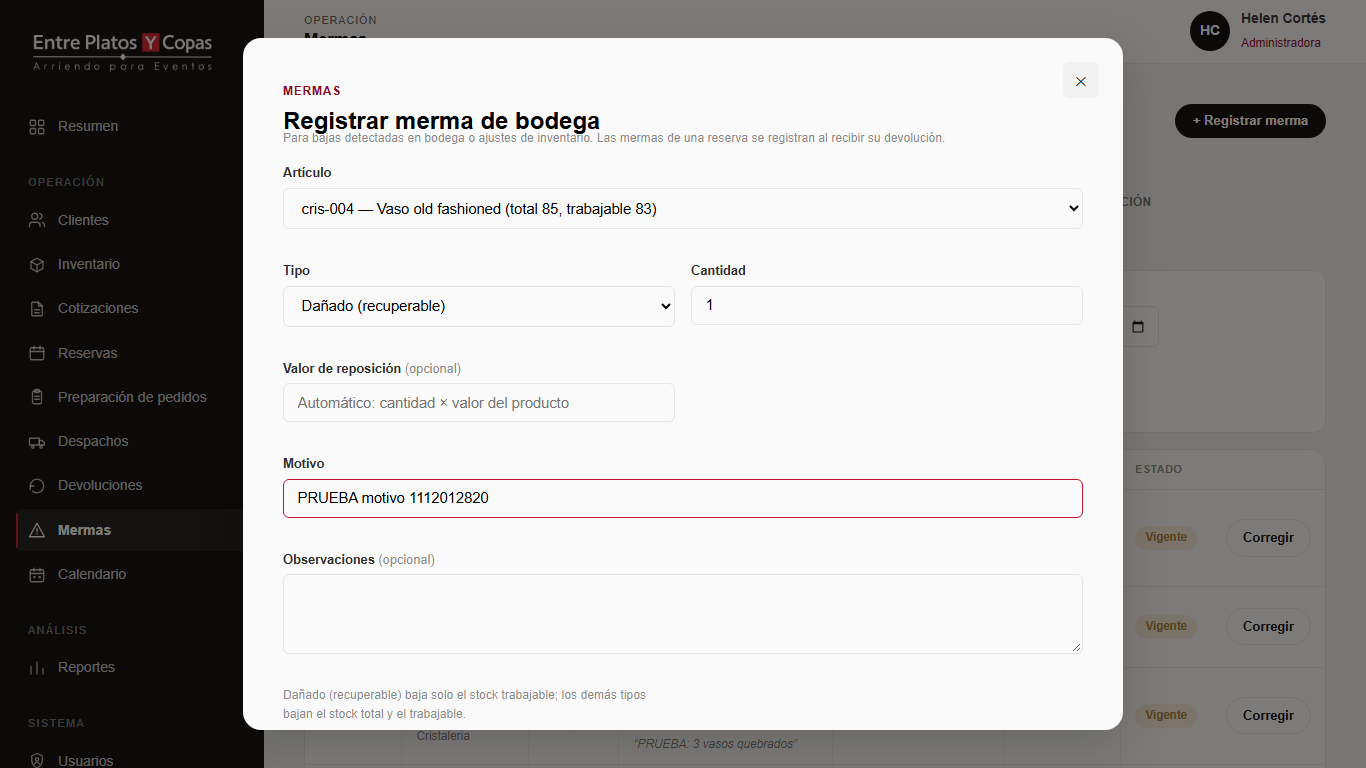 Entre Platos Y Copas
Arriendo para Eventos
Resumen
OPERACIÓN
Clientes
Inventario
Cotizaciones
Reservas
Preparación de pedidos
Despachos
Devoluciones
Mermas
Calendario
ANÁLISIS
Reportes
SISTEMA
Usuarios
OPERACIÓN
Mermas
HC
Helen Cortés
Administradora
+ Registrar merma
MERMAS
×
Registrar merma de bodega
Para bajas detectadas en bodega o ajustes de inventario. Las mermas de una reserva se registran al recibir su devolución.
Artículo
cris-004 — Vaso old fashioned (total 85, trabajable 83)
Tipo
Cantidad
Dañado (recuperable)
1
Valor de reposición (opcional)
Automático: cantidad × valor del producto
Motivo
PRUEBA motivo 1112012820
Observaciones (opcional)
Dañado (recuperable) baja solo el stock trabajable; los demás tipos
bajan el stock total y el trabajable.
CIÓN
ESTADO
Vigente
Corregir
Vigente
Corregir
Vigente
Corregir
Cristalería
"PRUEBA: 3 vasos quebrados"